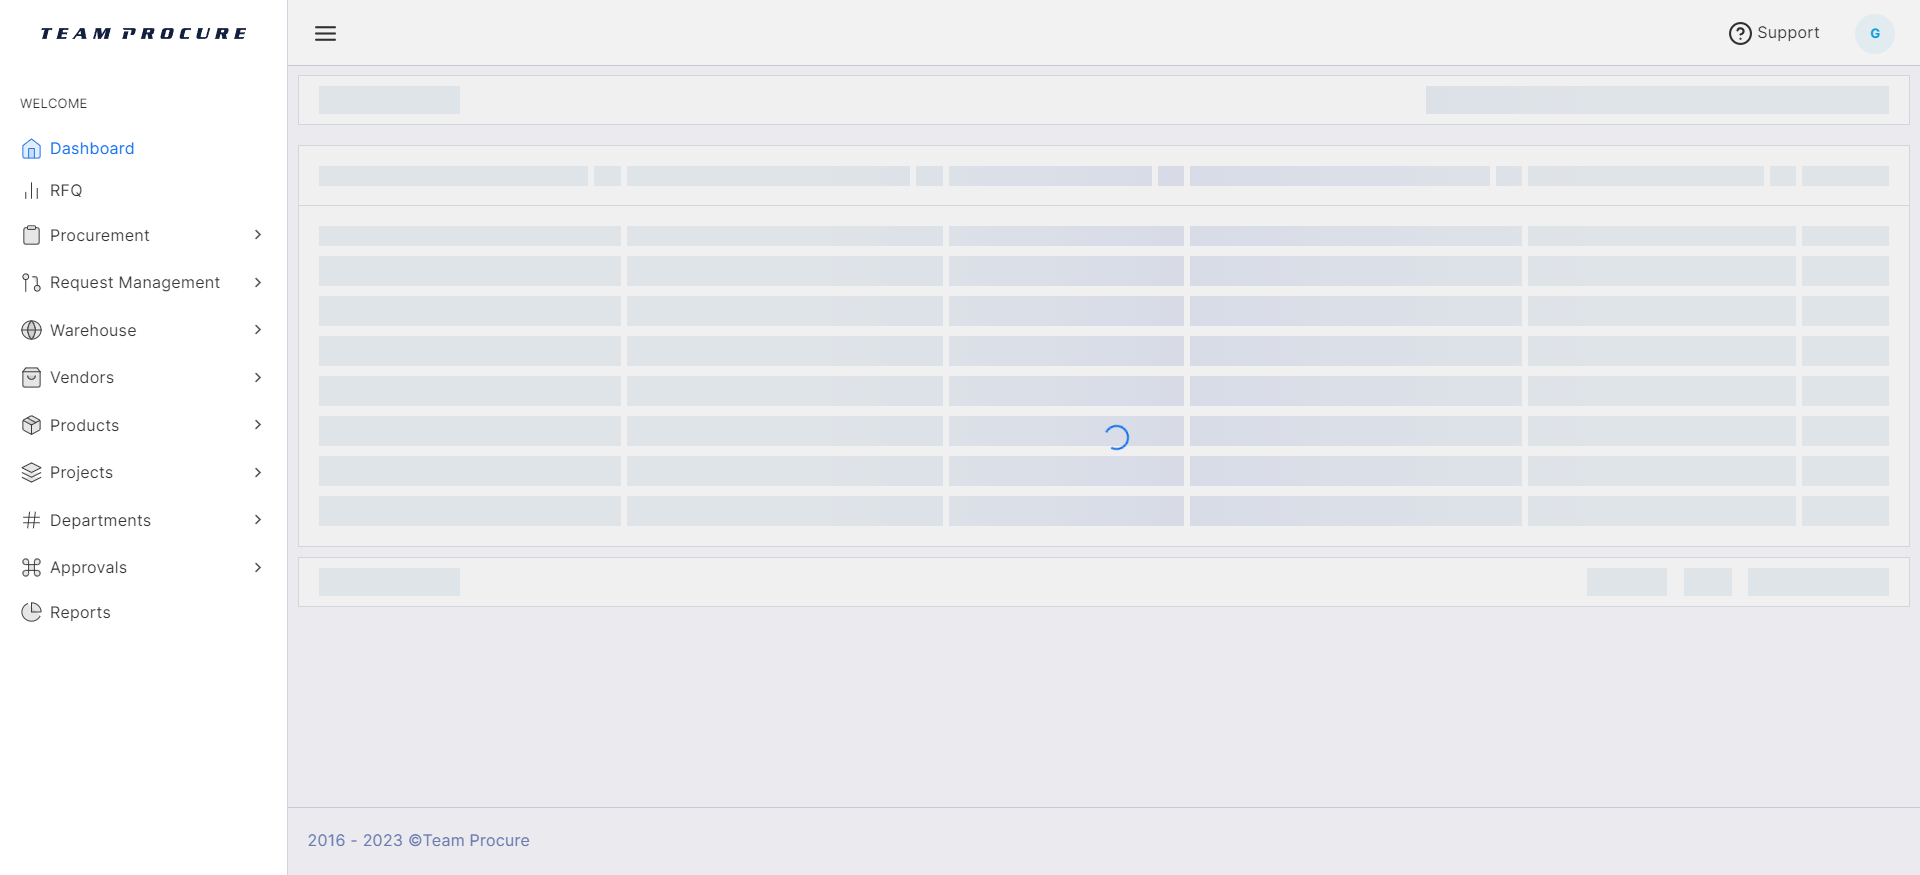 TEAM PROCURE
Support
G
WELCOME
Dashboard
RFQ
Procurement
Request Management
Warehouse
Vendors
Products
Projects
Departments
Approvals
Reports
2016 - 2023 ©Team Procure